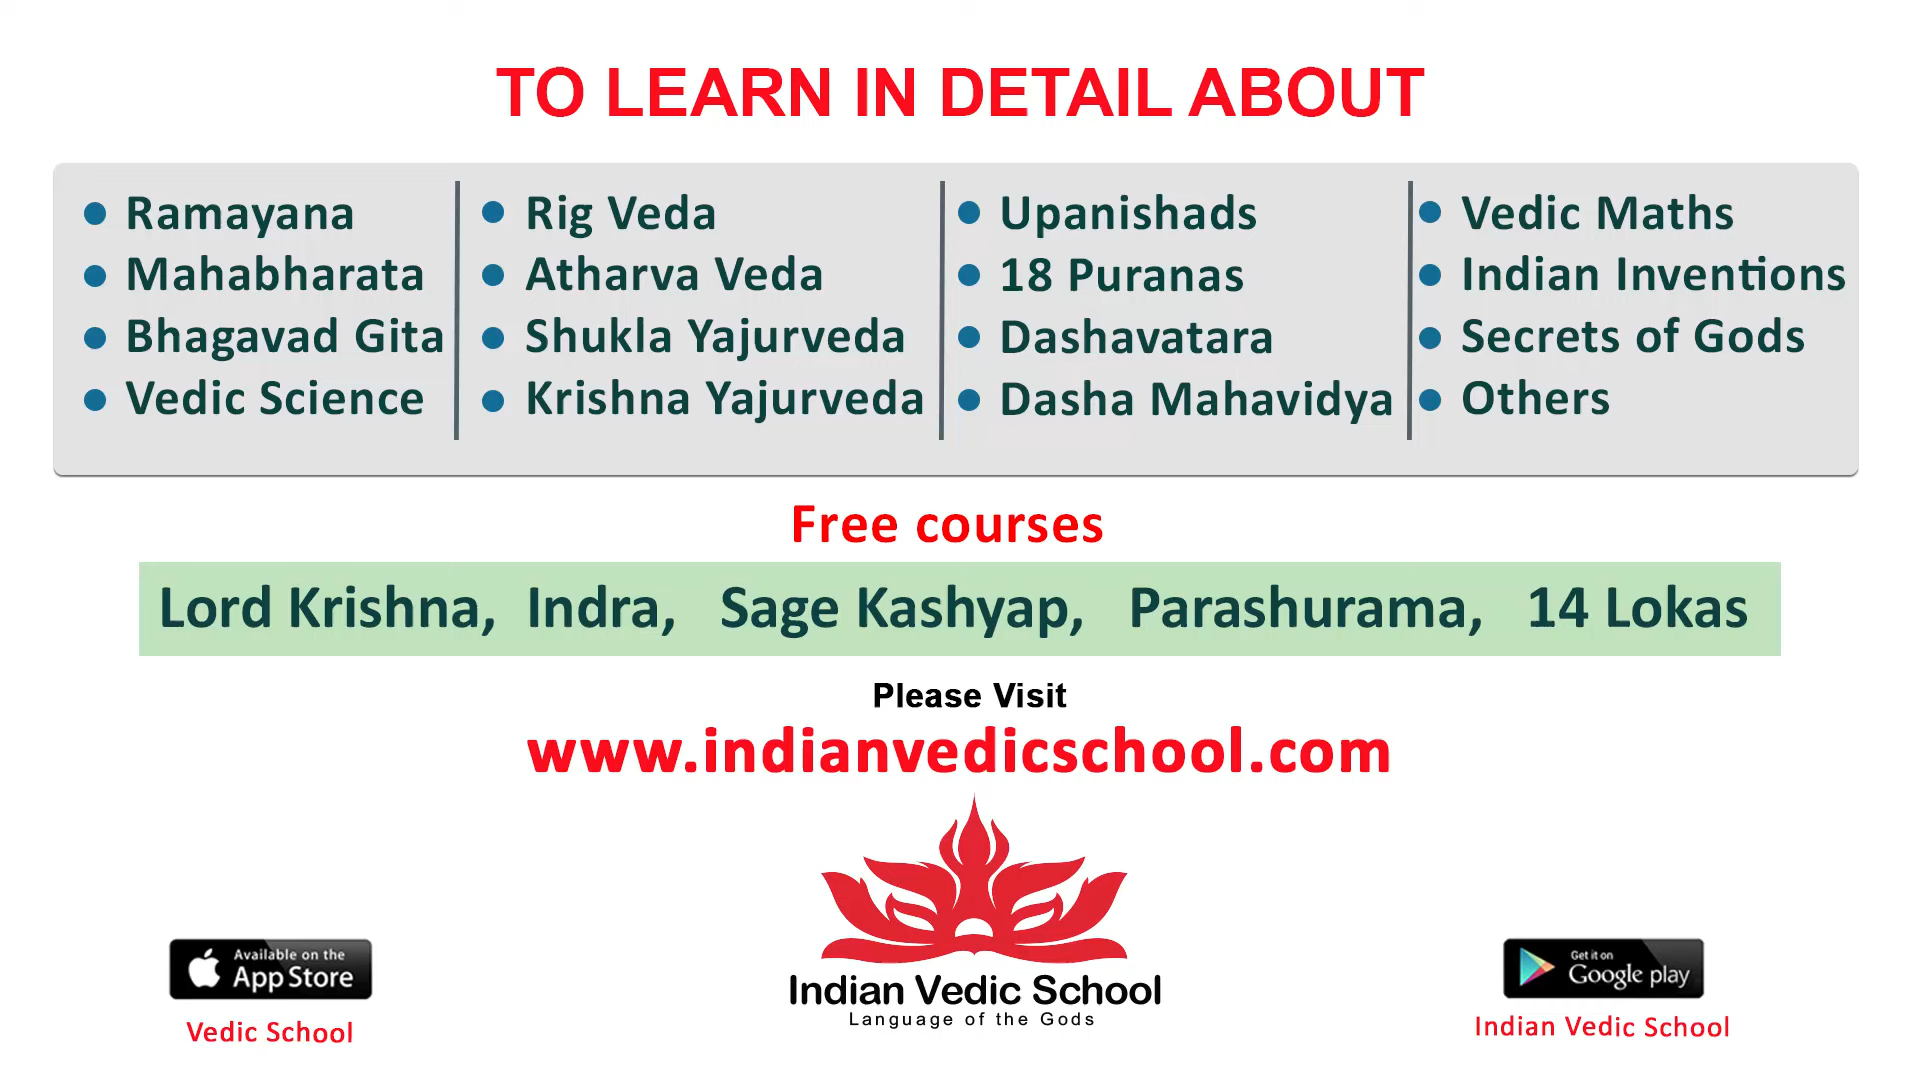 TO LEARN IN DETAIL ABOUT
Ramayana
Mahabharata
Bhagavad Gita
Vedic Science
Rig Veda
Atharva Veda
Shukla Yajurveda
Krishna Yajurveda
Upanishads
18 Puranas
Dashavatara
Dasha Mahavidya
Vedic Maths
Indian Inventions
Secrets of Gods
Others
Free courses
Lord Krishna, Indra, Sage Kashyap, Parashurama, 14 Lokas
Please Visit
www.indianvedicschool.com
Indian Vedic School
Language of the Gods
Available on the
App Store
Vedic School
Get it on
Google play
Indian Vedic School